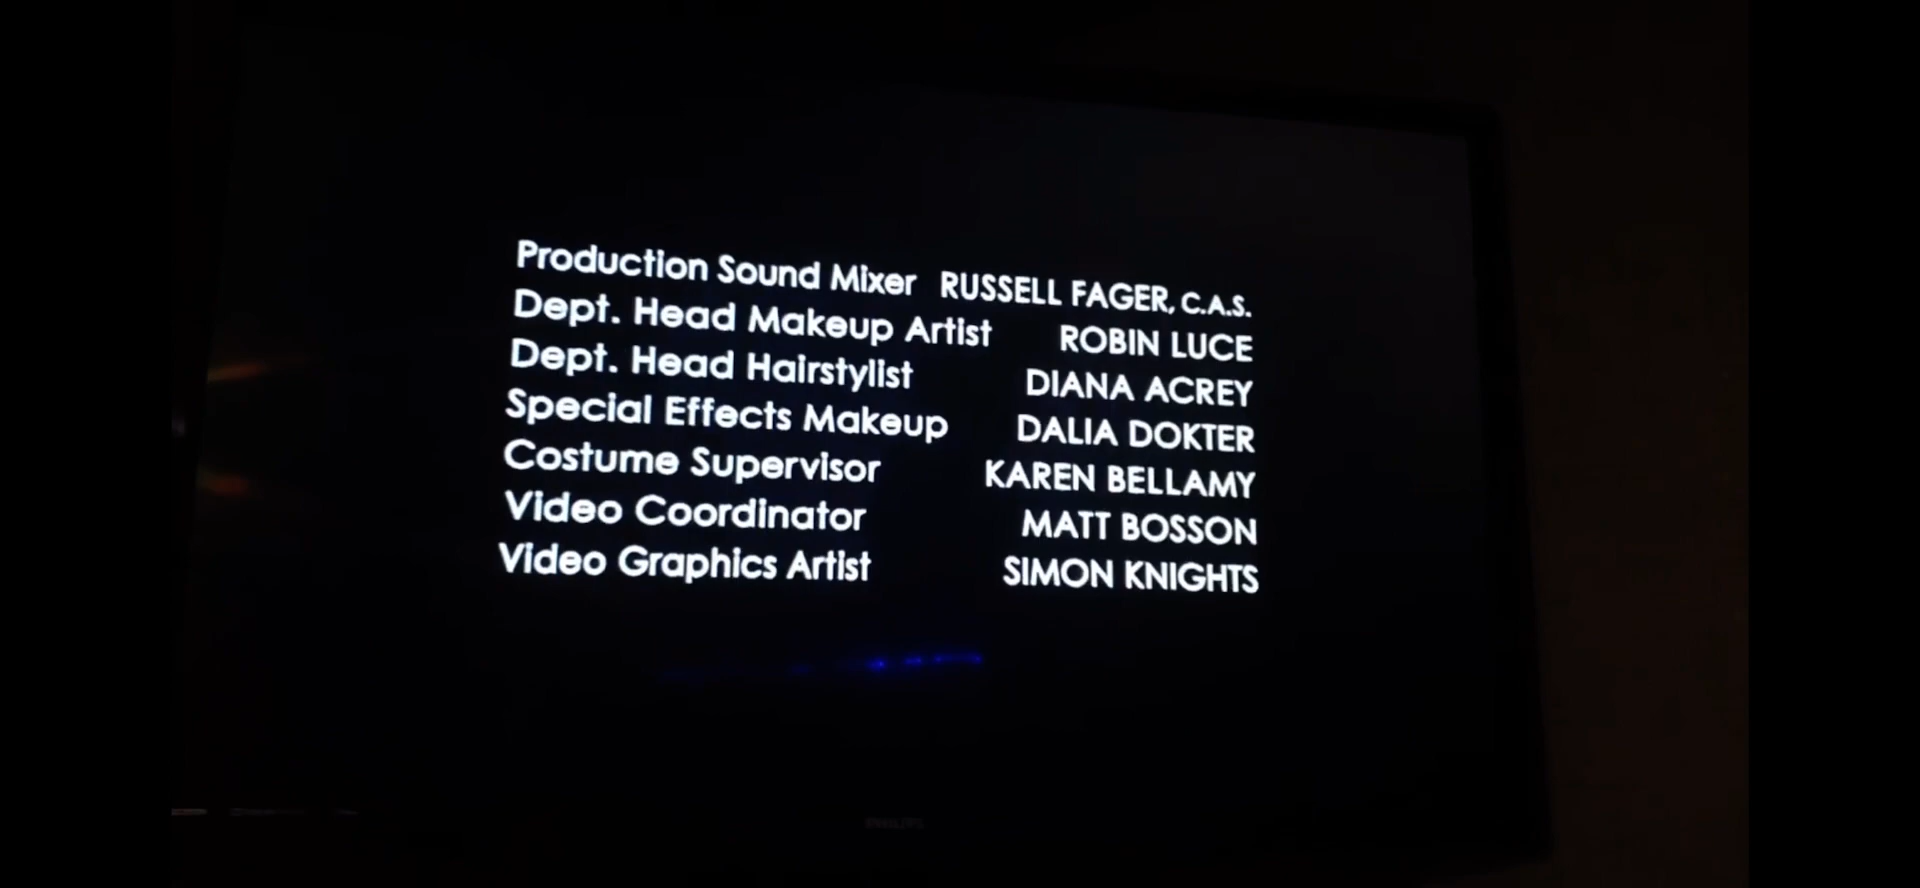 Production Sound Mixer RUSSELL FAGER, C.A.S.
Dept. Head Makeup Artist ROBIN LUCE
Dept. Head Hairstylist DIANA ACREY
Special Effects Makeup DALIA DOKTER
Costume Supervisor KAREN BELLAMY
Video Coordinator MATT BOSSON
Video Graphics Artist SIMON KNIGHTS
PHILIPS